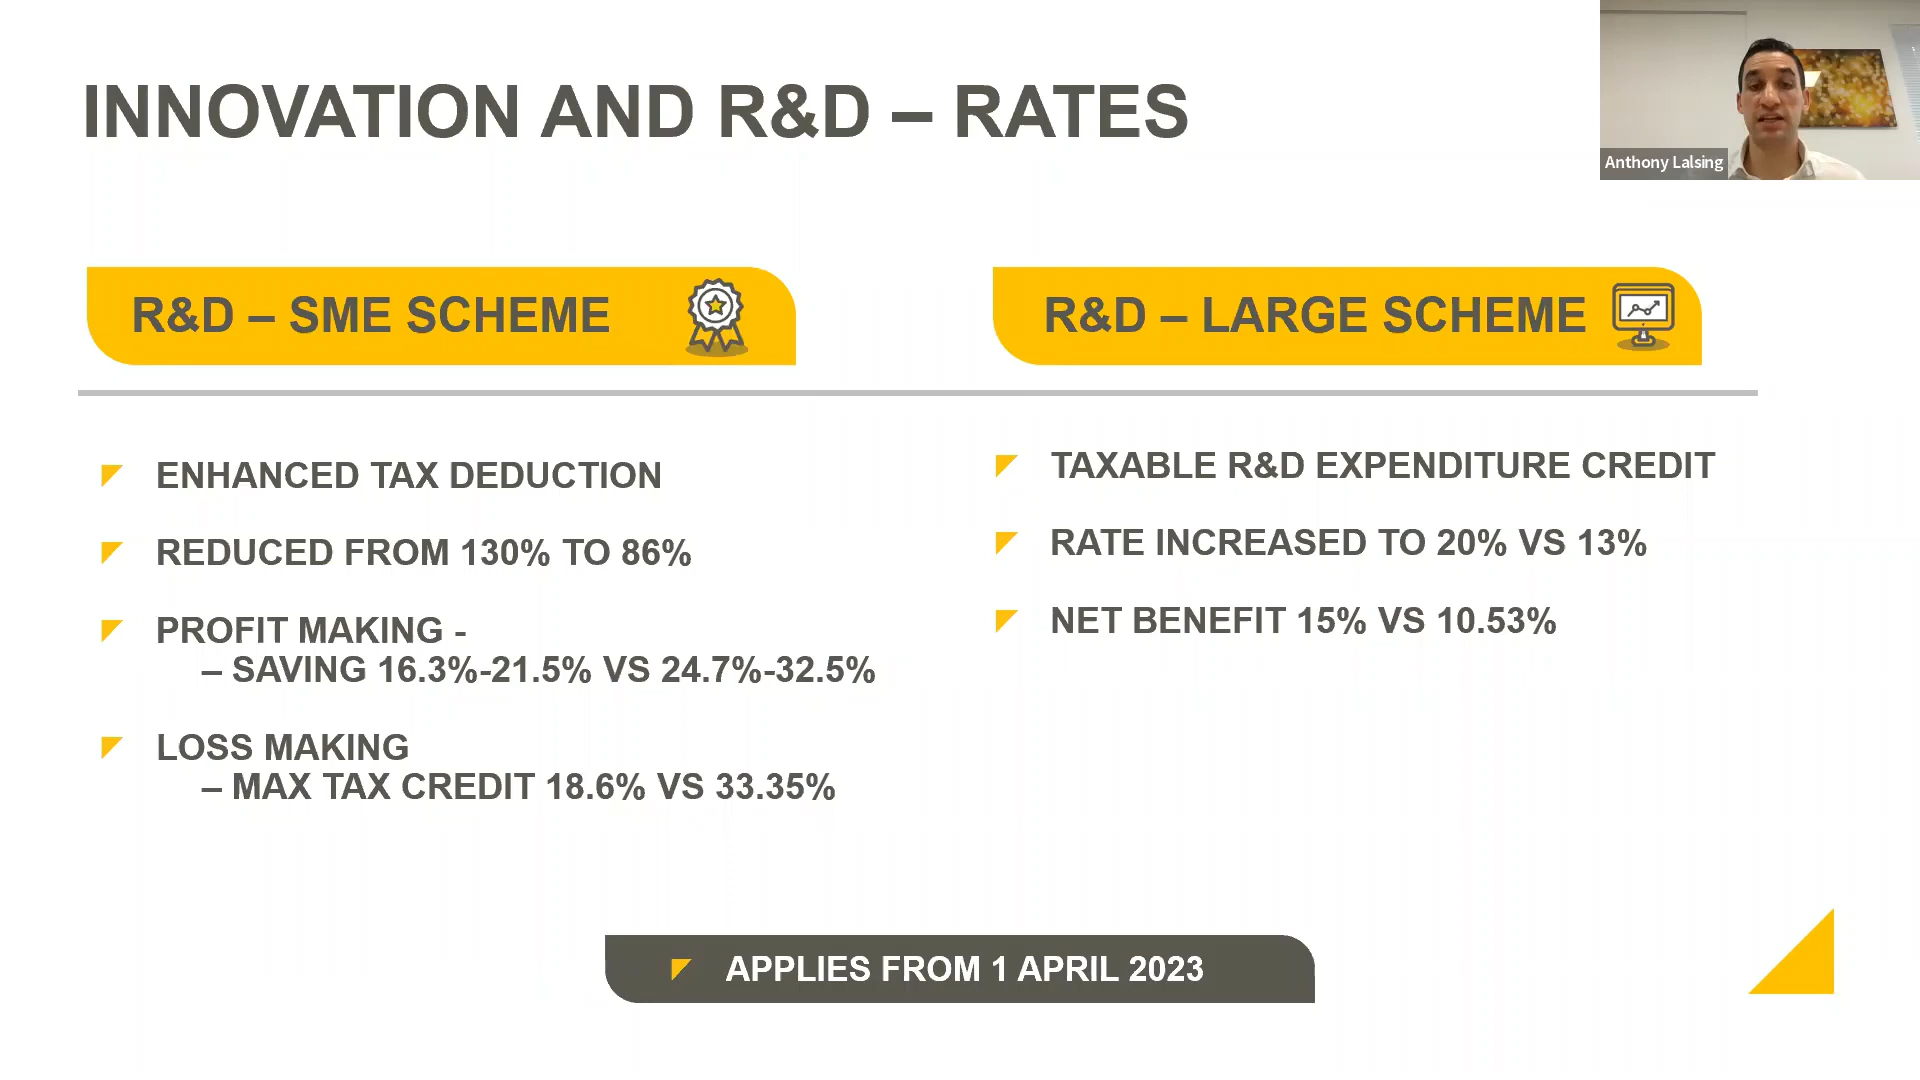 INNOVATION AND R&D – RATES
Anthony Lalsing
R&D – SME SCHEME
ENHANCED TAX DEDUCTION
REDUCED FROM 130% TO 86%
PROFIT MAKING -
– SAVING 16.3%-21.5% VS 24.7%-32.5%
LOSS MAKING
– MAX TAX CREDIT 18.6% VS 33.35%
R&D – LARGE SCHEME
TAXABLE R&D EXPENDITURE CREDIT
RATE INCREASED TO 20% VS 13%
NET BENEFIT 15% VS 10.53%
APPLIES FROM 1 APRIL 2023